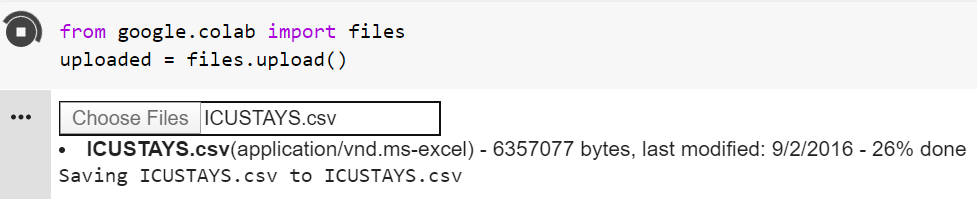 from google.colab import files
uploaded = files.upload()
Choose Files ICUSTAYS.csv
• ICUSTAYS.csv(application/vnd.ms-excel) - 6357077 bytes, last modified: 9/2/2016 - 26% done
Saving ICUSTAYS.csv to ICUSTAYS.csv